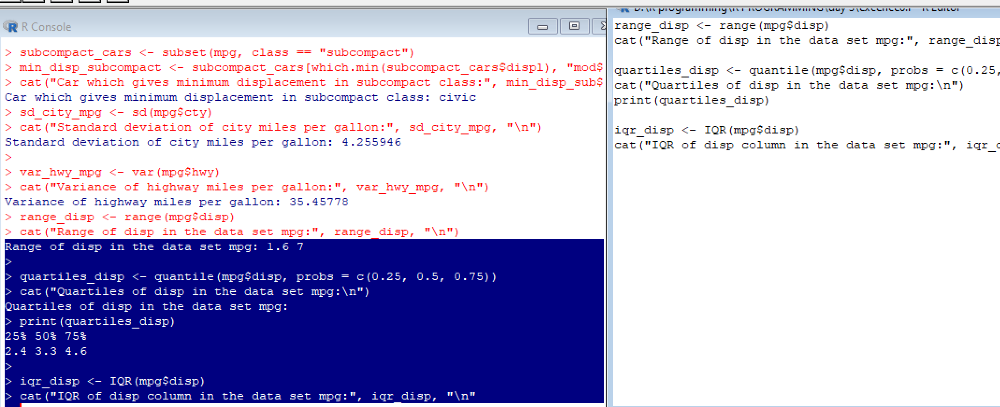 R Console
> subcompact_cars <- subset(mpg, class == "subcompact")
> min_disp_subcompact <- subcompact_cars[which.min(subcompact_cars$displ), "mod$
> cat("Car which gives minimum displacement in subcompact class:", min_disp_sub$
Car which gives minimum displacement in subcompact class: civic
> sd_city_mpg <- sd(mpg$cty)
> cat("Standard deviation of city miles per gallon:", sd_city_mpg, "\n")
Standard deviation of city miles per gallon: 4.255946
>
> var_hwy_mpg <- var(mpg$hwy)
> cat("Variance of highway miles per gallon:", var_hwy_mpg, "\n")
Variance of highway miles per gallon: 35.45778
> range_disp <- range(mpg$disp)
> cat("Range of disp in the data set mpg:", range_disp, "\n")
Range of disp in the data set mpg: 1.6 7
>
> quartiles_disp <- quantile(mpg$disp, probs = c(0.25, 0.5, 0.75))
> cat("Quartiles of disp in the data set mpg:\n")
Quartiles of disp in the data set mpg:
> print(quartiles_disp)
25% 50% 75%
2.4 3.3 4.6
>
> iqr_disp <- IQR(mpg$disp)
> cat("IQR of disp column in the data set mpg:", iqr_disp, "\n"
R Editor
range_disp <- range(mpg$disp)
cat("Range of disp in the data set mpg:", range_disp
quartiles_disp <- quantile(mpg$disp, probs = c(0.25,
cat("Quartiles of disp in the data set mpg:\n")
print(quartiles_disp)
iqr_disp <- IQR(mpg$disp)
cat("IQR of disp column in the data set mpg:", iqr_